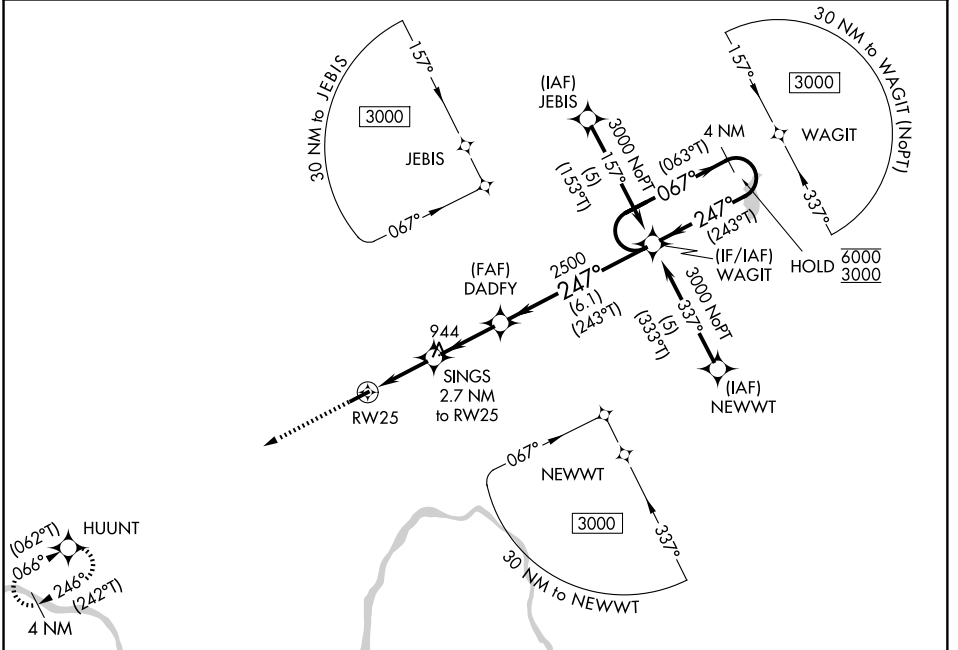 30 NM to JEBIS
157°
3000
JEBIS
067°
(IAF)
JEBIS
3000 NoPT
157°
(5)
(153°T)
4 NM
(063°T)
067°
247°
(243°T)
30 NM to WAGIT (NoPT)
157°
3000
WAGIT
337°
(IF/IAF)
WAGIT
HOLD
6000
3000
(FAF)
DADFY
2500
247°
(6.1)
(243°T)
3000 NoPT
337°
(5)
(333°T)
(IAF)
NEWWT
944
SINGS
2.7 NM
to RW25
RW25
067°
NEWWT
3000
337°
30 NM to NEWWT
HUUNT
(062°T)
066°
246°
(242°T)
4 NM